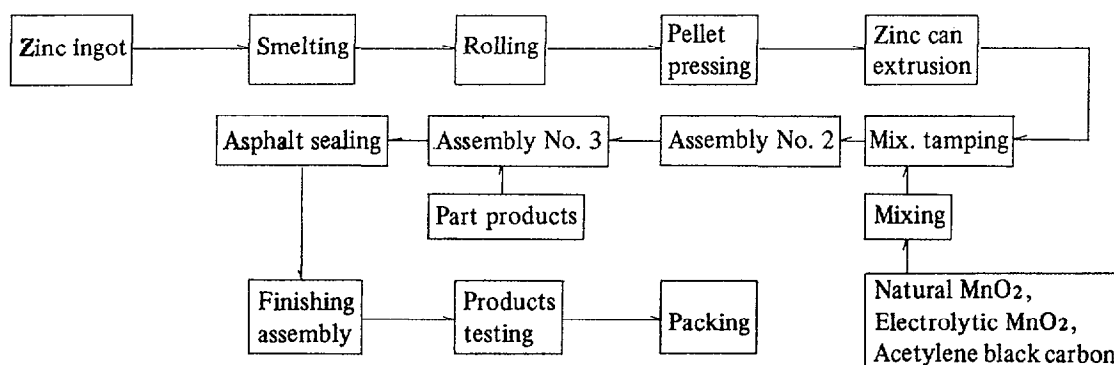 Zinc ingot
Smelting
Rolling
Pellet
pressing
Zinc can
extrusion
Asphalt sealing
Assembly No. 3
Assembly No. 2
Mix. tamping
Part products
Mixing
Finishing
assembly
Products
testing
Packing
Natural MnO2,
Electrolytic MnO2,
Acetylene black carbon